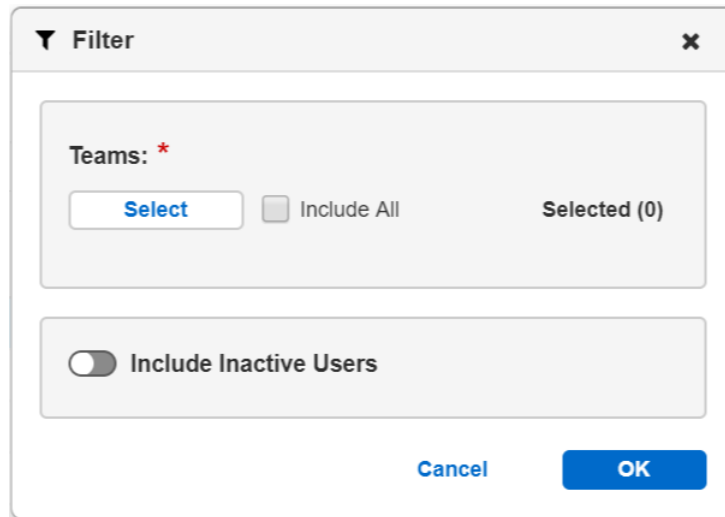 Filter
Teams: *
Select Include All Selected (0)
Include Inactive Users
Cancel OK